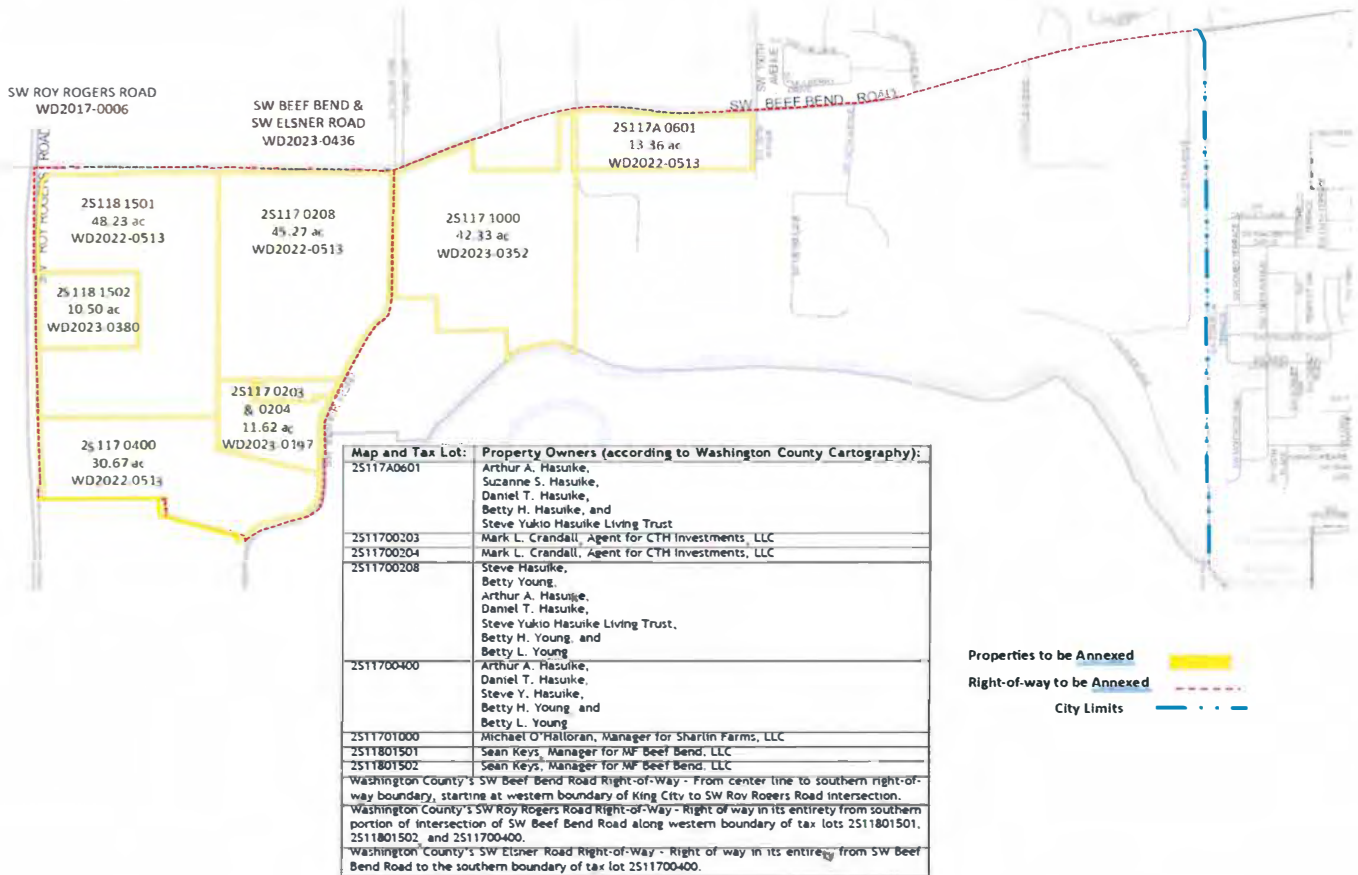 SW ROY ROGERS ROAD
WD2017-0006
SW BEEF BEND &
SW ELSNER ROAD
WD2023-0436
SW BEEF BEND ROAD
SW ROY ROGERS ROAD
2S118 1501
48.23 ac
WD2022-0513
2S117 0208
45.27 ac
WD2022-0513
2S117 1000
42.33 ac
WD2023-0352
2S117A 0601
13.36 ac
WD2022-0513
2S118 1502
10.50 ac
WD2023-0380
2S117 0203
& 0204
11.62 ac
WD2023-0197
2S117 0400
30.67 ac
WD2022-0513
Map and Tax Lot: Property Owners (according to Washington County Cartography):
2S117A0601 Arthur A. Hasuike,
Suzanne S. Hasuike,
Daniel T. Hasuike,
Betty H. Hasuike, and
Steve Yukio Hasuike Living Trust
2S11700203 Mark L. Crandall, Agent for CTH Investments, LLC
2S11700204 Mark L. Crandall, Agent for CTH Investments, LLC
2S11700208 Steve Hasuike,
Betty Young,
Arthur A. Hasuike,
Daniel T. Hasuike,
Steve Yukio Hasuike Living Trust,
Betty H. Young, and
Betty L. Young
2S11700400 Arthur A. Hasuike,
Daniel T. Hasuike,
Steve Y. Hasuike,
Betty H. Young, and
Betty L. Young
2S11701000 Michael O'Halloran, Manager for Sharlin Farms, LLC
2S11801501 Sean Keys, Manager for MF Beef Bend, LLC
2S11801502 Sean Keys, Manager for MF Beef Bend, LLC
Washington County's SW Beef Bend Road Right-of-Way - From center line to southern right-of-
way boundary, starting at western boundary of King City to SW Roy Rogers Road intersection.
Washington County's SW Roy Rogers Road Right-of-Way - Right of way in its entirety from southern
portion of intersection of SW Beef Bend Road along western boundary of tax lots 2S11801501,
2S11801502, and 2S11700400.
Washington County's SW Elsner Road Right-of-Way - Right of way in its entirety from SW Beef
Bend Road to the southern boundary of tax lot 2S11700400.
Properties to be Annexed
Right-of-way to be Annexed
City Limits